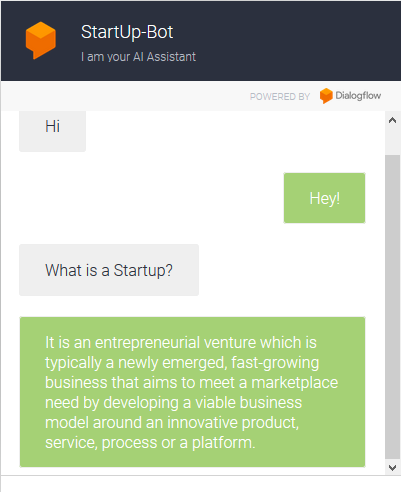 StartUp-Bot
I am your AI Assistant
POWERED BY Dialogflow
Hi
Hey!
What is a Startup?
It is an entrepreneurial venture which is
typically a newly emerged, fast-growing
business that aims to meet a marketplace
need by developing a viable business
model around an innovative product,
service, process or a platform.